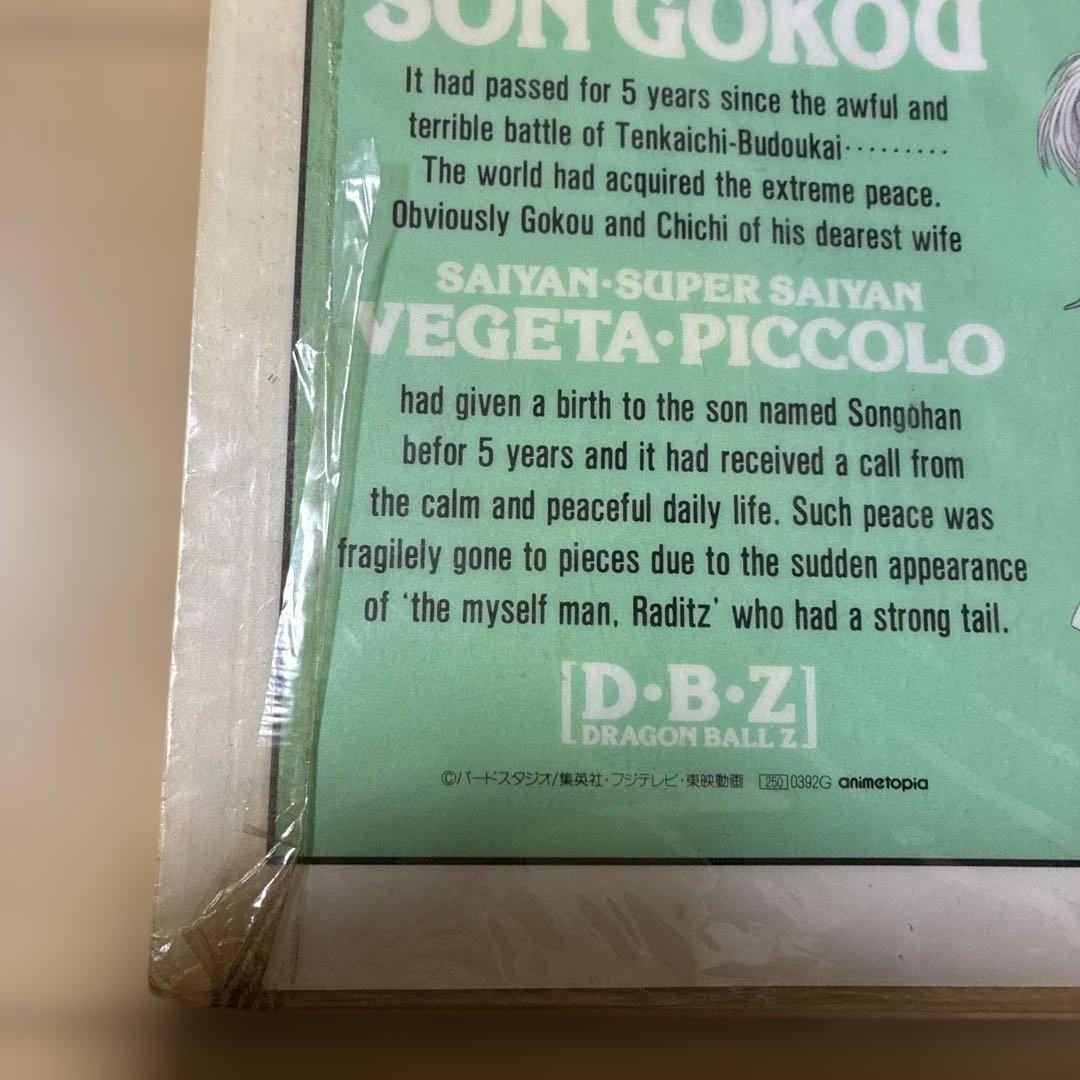 SON GOKOU
It had passed for 5 years since the awful and
terrible battle of Tenkaichi-Budoukai·········
The world had acquired the extreme peace.
Obviously Gokou and Chichi of his dearest wife
SAIYAN·SUPER SAIYAN
VEGETA·PICCOLO
had given a birth to the son named Songohan
befor 5 years and it had received a call from
the calm and peaceful daily life. Such peace was
fragilely gone to pieces due to the sudden appearance
of ‘the myself man, Raditz’ who had a strong tail.
[D·B·Z]
DRAGON BALL Z
©バードスタジオ/集英社・フジテレビ・東映動画 250 0392G animetopia